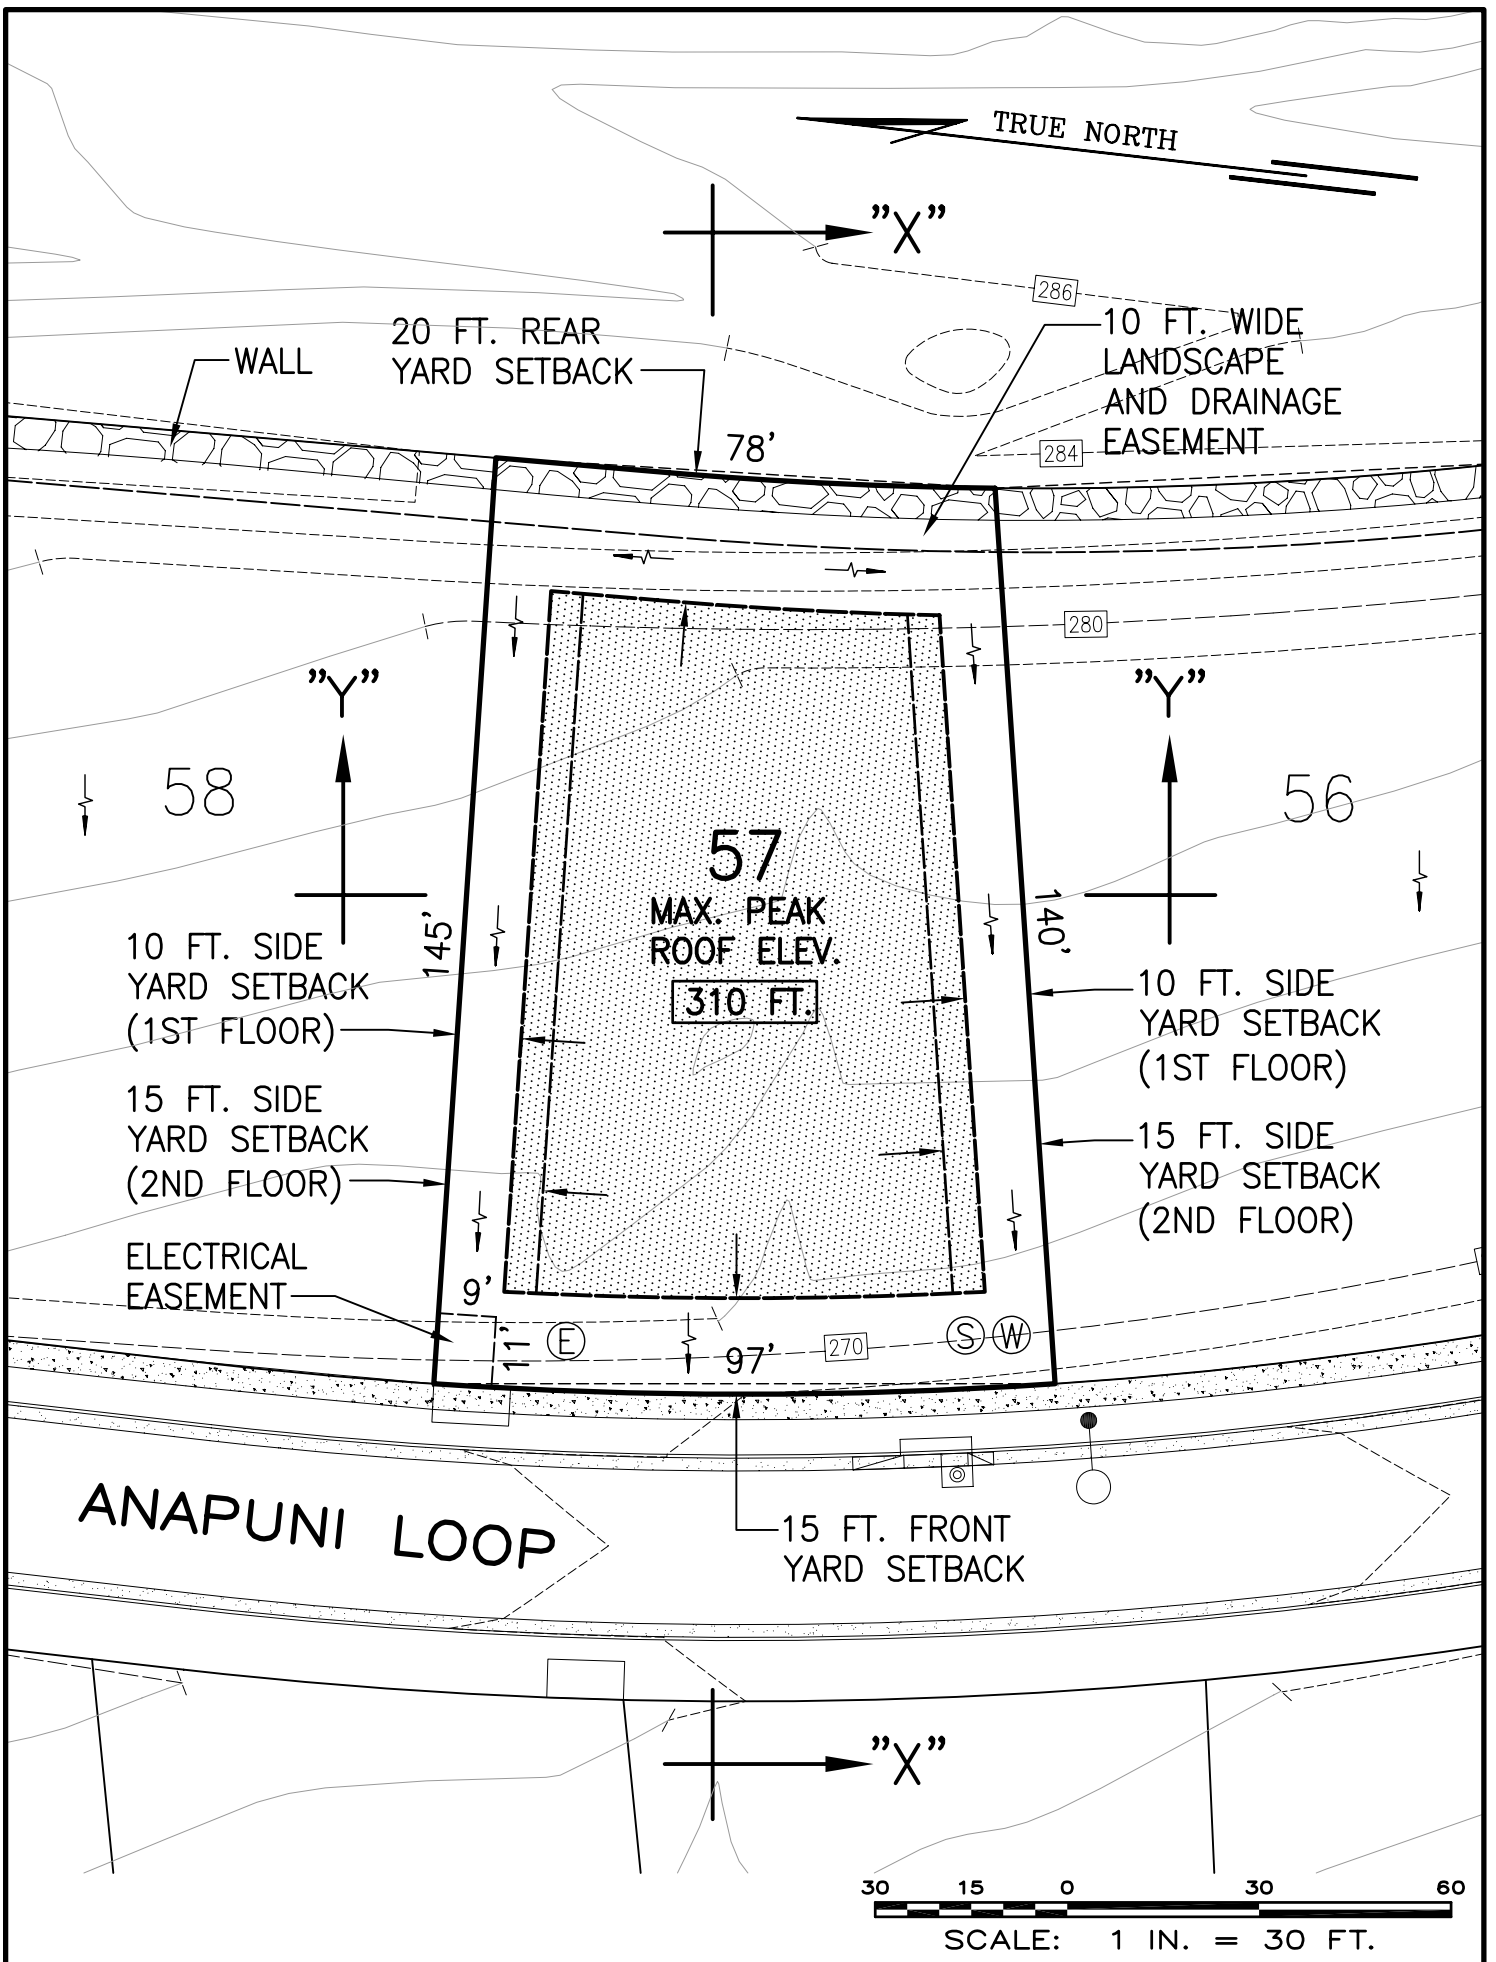 TRUE NORTH
"X"
286
20 FT. REAR
YARD SETBACK
WALL
10 FT. WIDE
LANDSCAPE
AND DRAINAGE
EASEMENT
78'
284
280
"Y"
"Y"
58
56
57
MAX. PEAK
ROOF ELEV.
310 FT.
145'
140'
10 FT. SIDE
YARD SETBACK
(1ST FLOOR)
15 FT. SIDE
YARD SETBACK
(2ND FLOOR)
10 FT. SIDE
YARD SETBACK
(1ST FLOOR)
15 FT. SIDE
YARD SETBACK
(2ND FLOOR)
ELECTRICAL
EASEMENT
9'
11'
E
S
W
97'
270
ANAPUNI LOOP
15 FT. FRONT
YARD SETBACK
"X"
30 15 0 30 60
SCALE: 1 IN. = 30 FT.